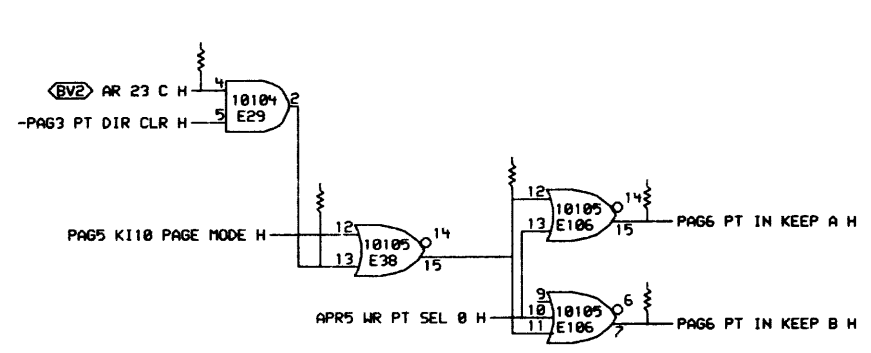 BV2 AR 23 C H
4
10104
2
5
E29
-PAG3 PT DIR CLR H
12
14
10105
E106
13
15
PAG6 PT IN KEEP A H
PAG5 KI10 PAGE MODE H
12
14
10105
E38
13
15
APR5 WR PT SEL 0 H
9
6
10
10105
11
E106
7
PAG6 PT IN KEEP B H